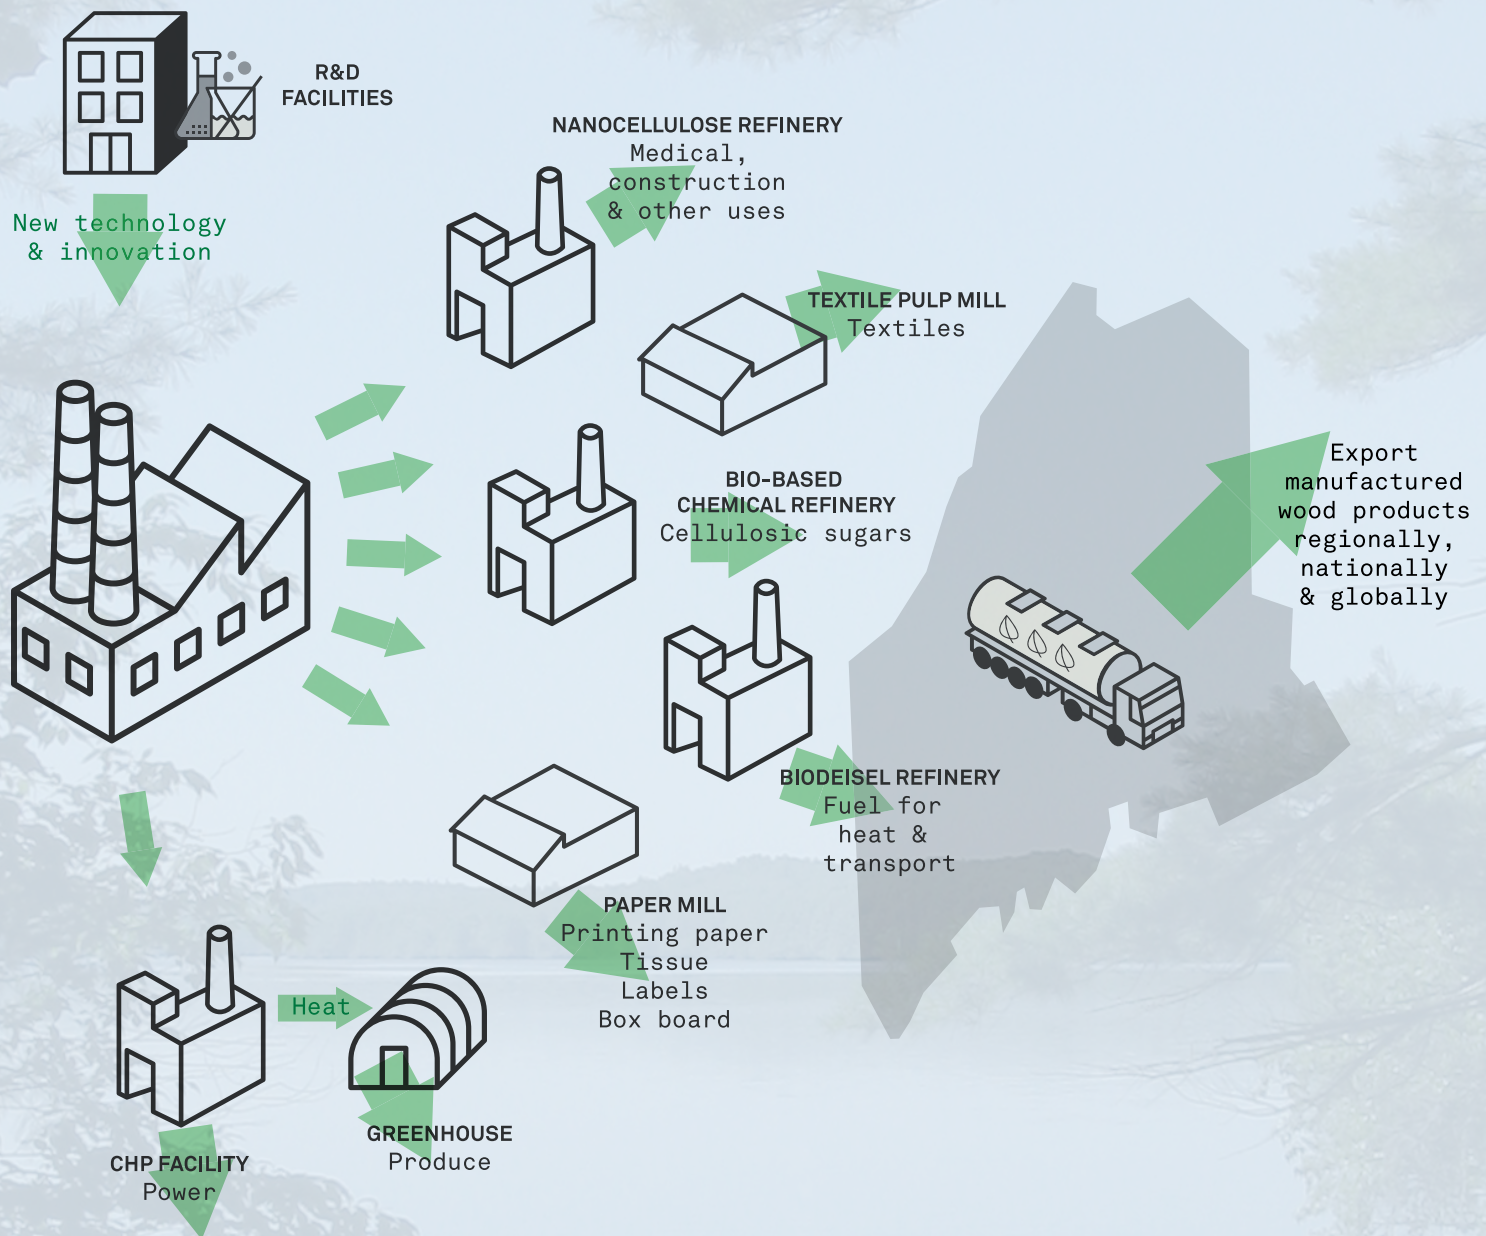 R&D
FACILITIES
New technology
& innovation
NANOCELLULOSE REFINERY
Medical,
construction
& other uses
TEXTILE PULP MILL
Textiles
BIO-BASED
CHEMICAL REFINERY
Cellulosic sugars
Export
manufactured
wood products
regionally,
nationally
& globally
BIODEISEL REFINERY
Fuel for
heat &
transport
PAPER MILL
Printing paper
Tissue
Labels
Box board
Heat
GREENHOUSE
Produce
CHP FACILITY
Power